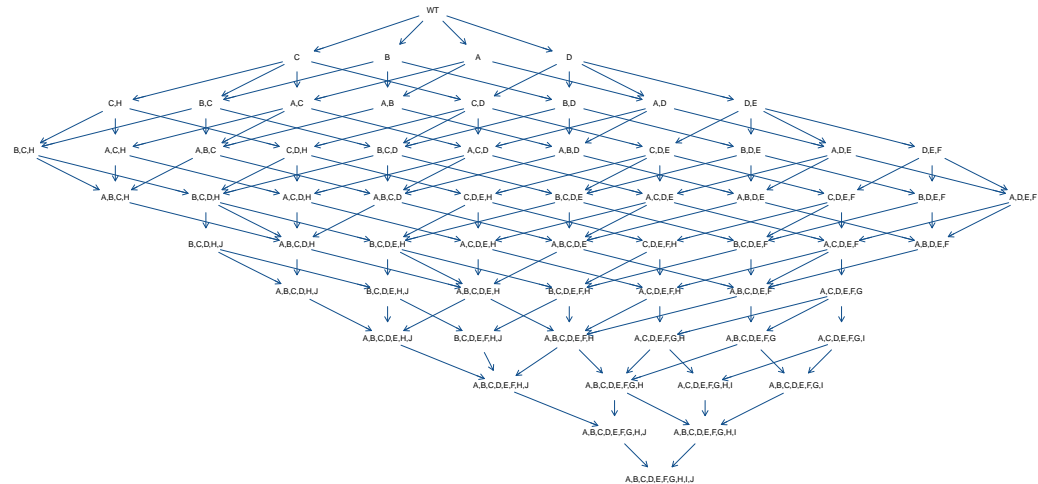 WT
C B A D
C,H B,C A,C A,B C,D B,D A,D D,E
B,C,H A,C,H A,B,C C,D,H B,C,D A,C,D A,B,D C,D,E B,D,E A,D,E D,E,F
A,B,C,H B,C,D,H A,C,D,H A,B,C,D C,D,E,H B,C,D,E A,C,D,E A,B,D,E C,D,E,F B,D,E,F A,D,E,F
B,C,D,H,J A,B,C,D,H B,C,D,E,H A,C,D,E,H A,B,C,D,E C,D,E,F,H B,C,D,E,F A,C,D,E,F A,B,D,E,F
A,B,C,D,H,J B,C,D,E,H,J A,B,C,D,E,H B,C,D,E,F,H A,C,D,E,F,H A,B,C,D,E,F A,C,D,E,F,G
A,B,C,D,E,H,J B,C,D,E,F,H,J A,B,C,D,E,F,H A,C,D,E,F,G,H A,B,C,D,E,F,G A,C,D,E,F,G,I
A,B,C,D,E,F,H,J A,B,C,D,E,F,G,H A,C,D,E,F,G,H,I A,B,C,D,E,F,G,I
A,B,C,D,E,F,G,H,J A,B,C,D,E,F,G,H,I
A,B,C,D,E,F,G,H,I,J